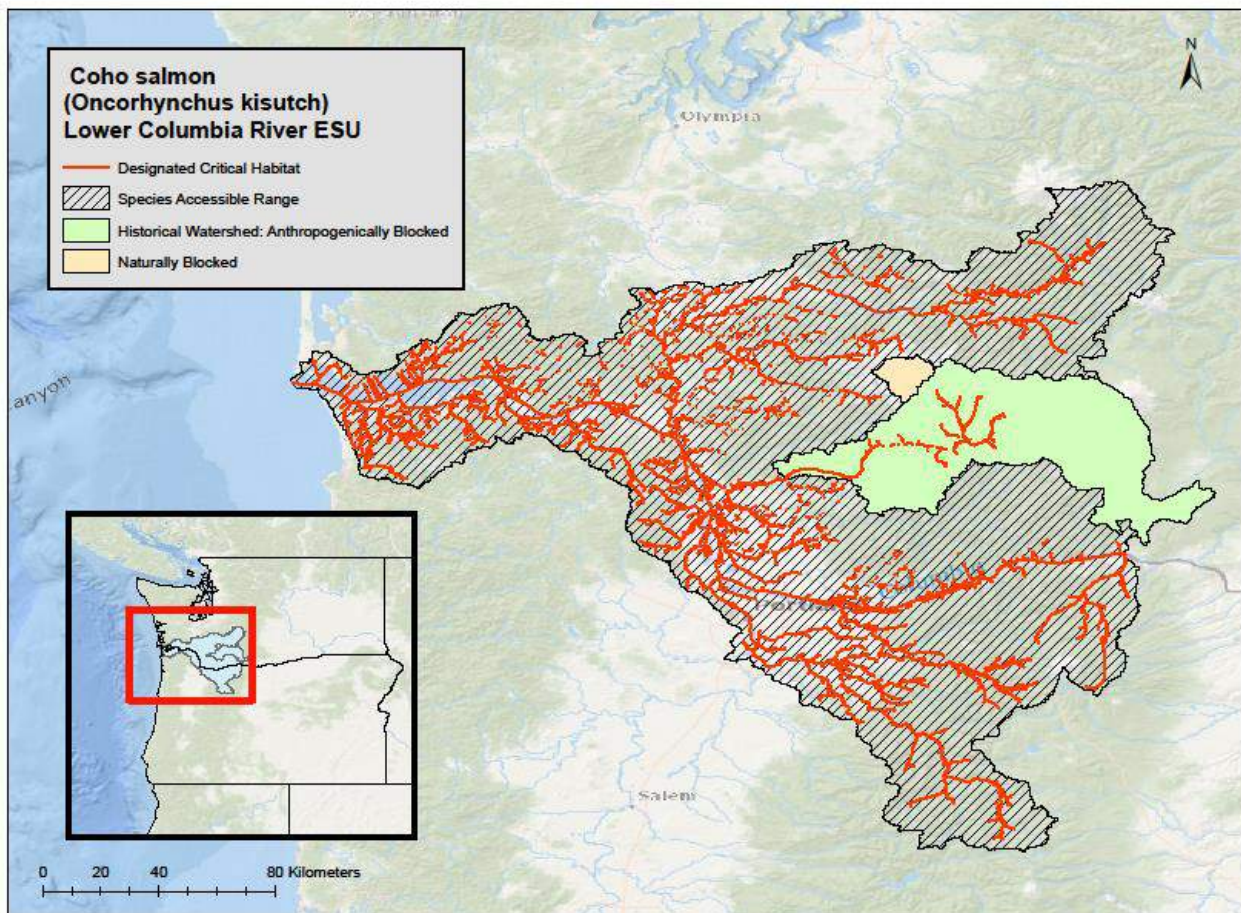 Coho salmon
(Oncorhynchus kisutch)
Lower Columbia River ESU
Designated Critical Habitat
Species Accessible Range
Historical Watershed: Anthropogenically Blocked
Naturally Blocked
N
Olympia
anyon
Salem
0 20 40 80 Kilometers